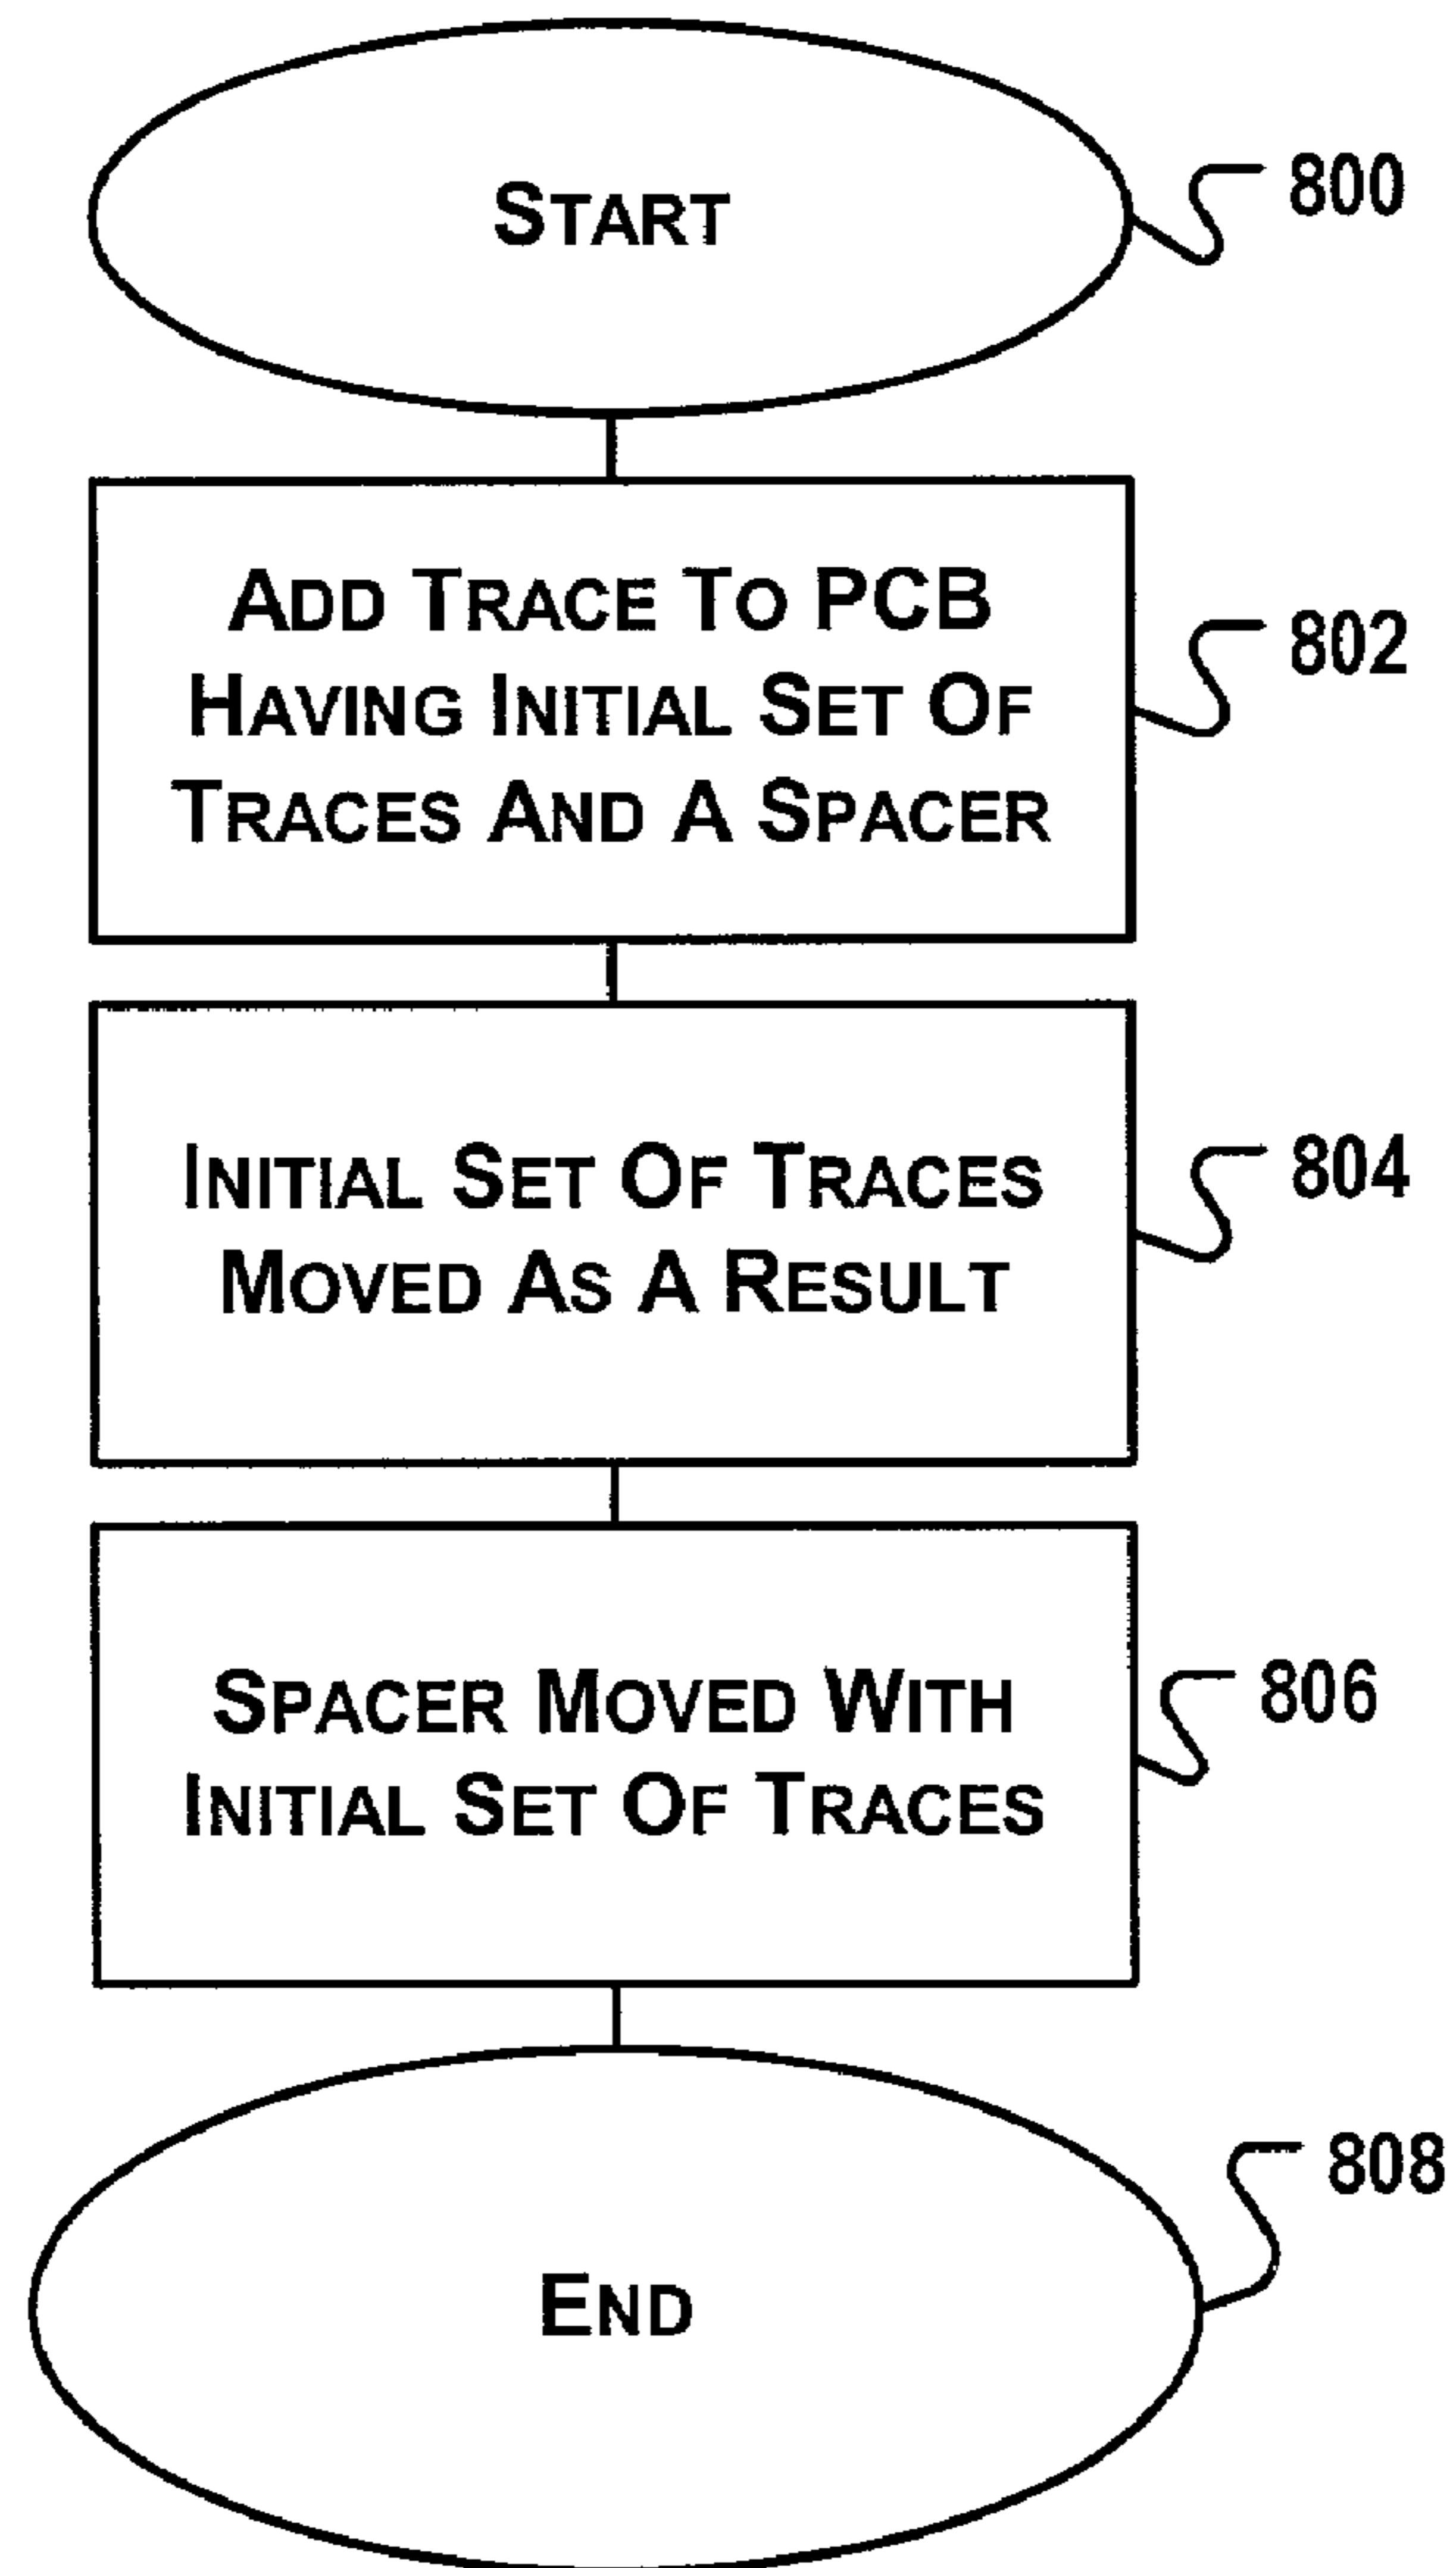 START
800
ADD TRACE TO PCB
HAVING INITIAL SET OF
TRACES AND A SPACER
802
INITIAL SET OF TRACES
MOVED AS A RESULT
804
SPACER MOVED WITH
INITIAL SET OF TRACES
806
END
808